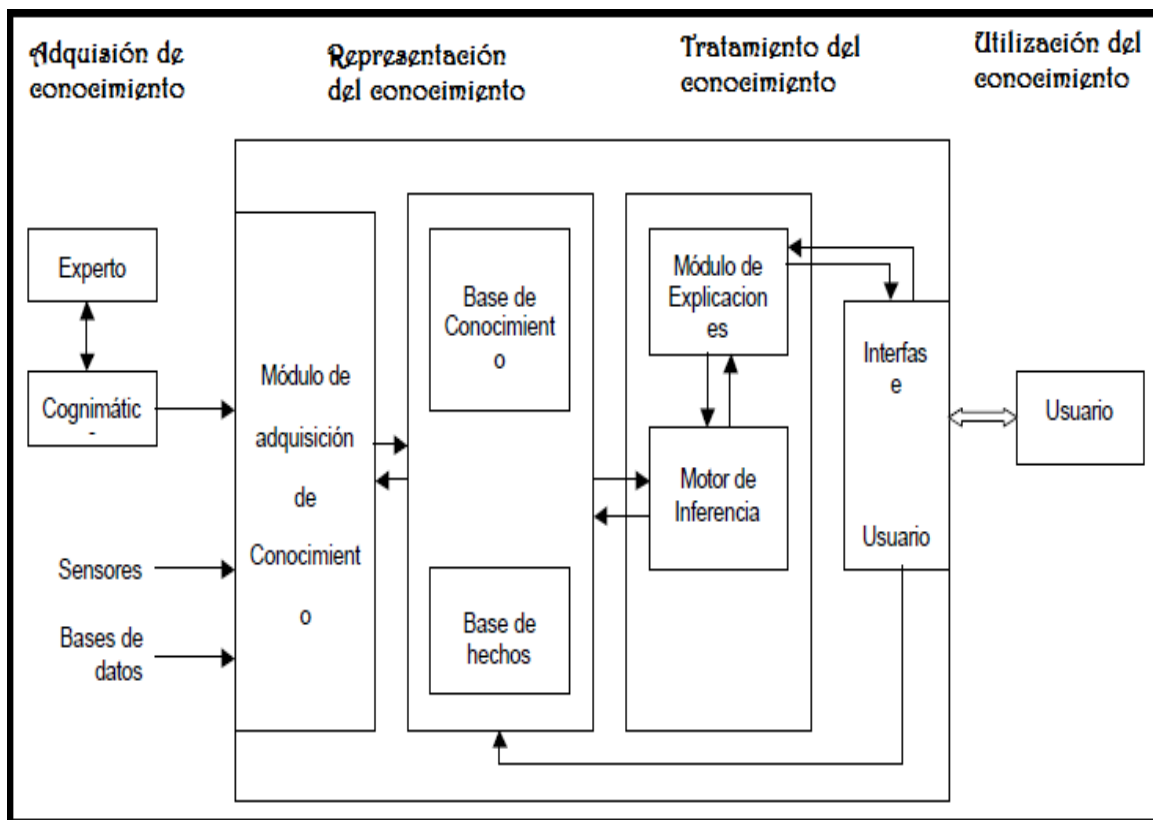 Adquisión de
conocimiento
Representación
del conocimiento
Tratamiento del
conocimiento
Utilización del
conocimiento
Experto
Cognimátic
-
Sensores
Bases de
datos
Módulo de
adquisición
de
Conocimient
o
Base de
Conocimient
o
Base de
hechos
Módulo de
Explicacion
es
Motor de
Inferencia
Interfas
e
Usuario
Usuario